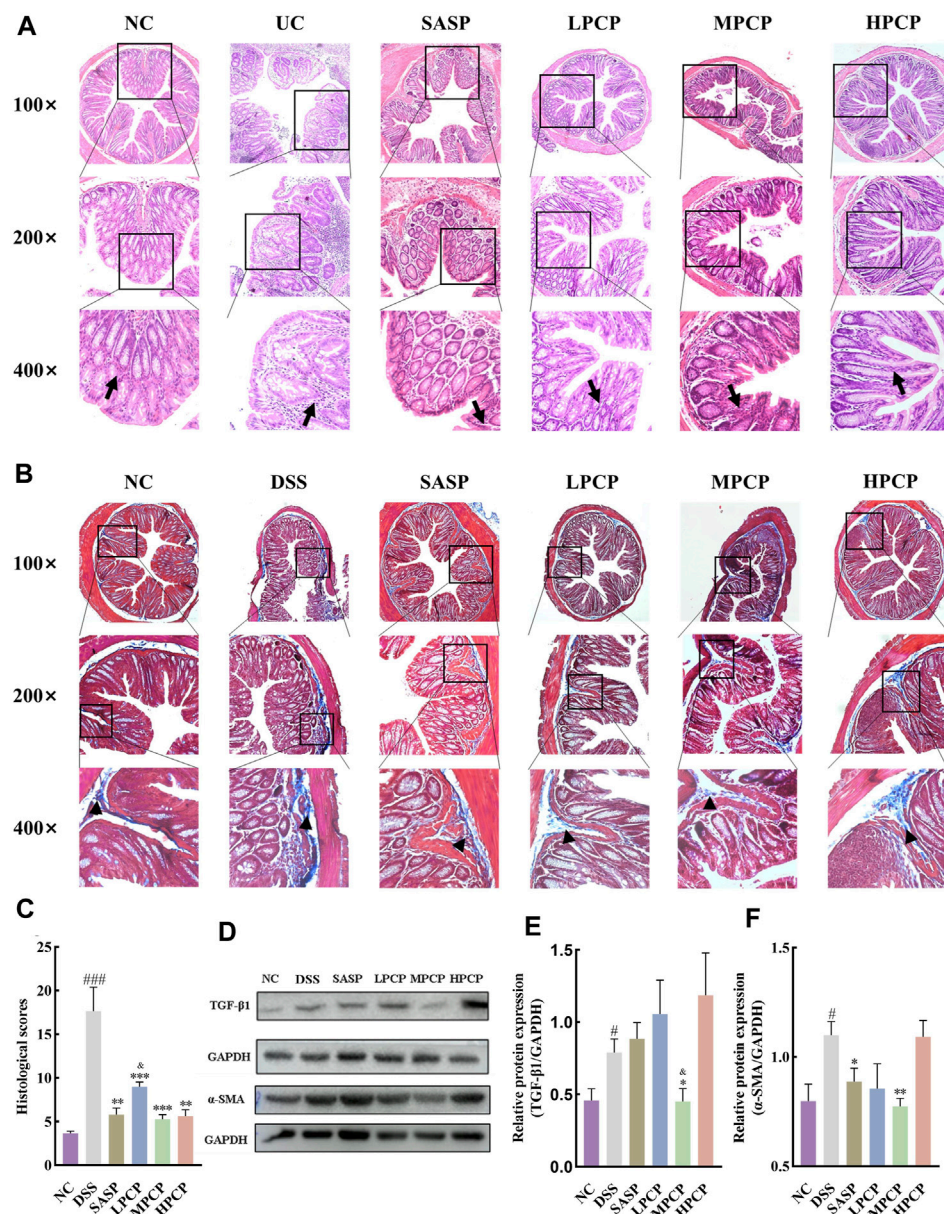 A
NC UC SASP LPCP MPCP HPCP
100×
200×
400×
B
NC DSS SASP LPCP MPCP HPCP
100×
200×
400×
C
Histological scores
25
20
15
10
5
0
###
**
&
***
***
**
NC DSS SASP LPCP MPCP HPCP
D
NC DSS SASP LPCP MPCP HPCP
TGF-β1
GAPDH
α-SMA
GAPDH
E
Relative protein expression
(TGF-β1/GAPDH)
1.5
1.0
0.5
0.0
#
&
*
NC DSS SASP LPCP MPCP HPCP
F
Relative protein expression
(α-SMA/GAPDH)
1.5
1.0
0.5
#
*
**
NC DSS SASP LPCP MPCP HPCP